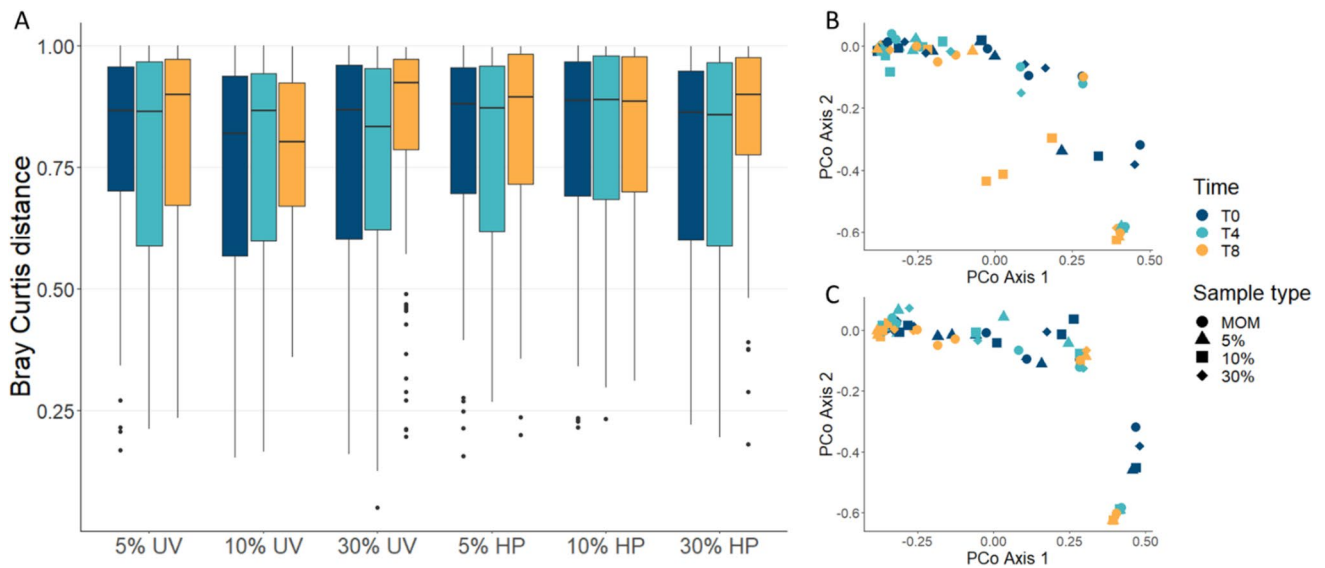 A
Bray Curtis distance
1.00
0.75
0.50
0.25
5% UV
10% UV
30% UV
5% HP
10% HP
30% HP
B
PCo Axis 2
0.0
-0.2
-0.4
-0.6
-0.25
0.00
0.25
0.50
PCo Axis 1
C
PCo Axis 2
0.0
-0.2
-0.4
-0.6
-0.25
0.00
0.25
0.50
PCo Axis 1
Time
T0
T4
T8
Sample type
MOM
5%
10%
30%